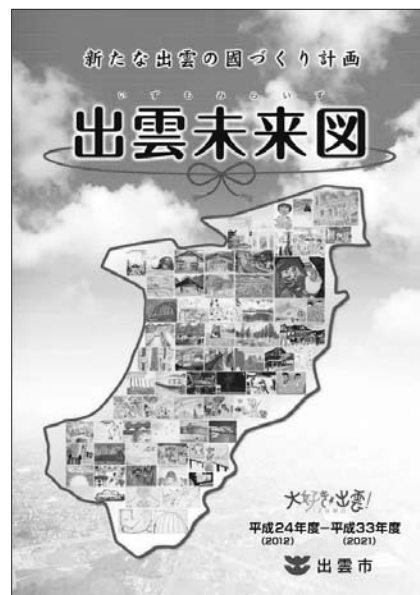 新たな出雲の國づくり計画
いずもみらいず
出雲未来図
大好き♥出雲!
IZUMO
平成24年度−平成33年度
(2012) (2021)
出雲市